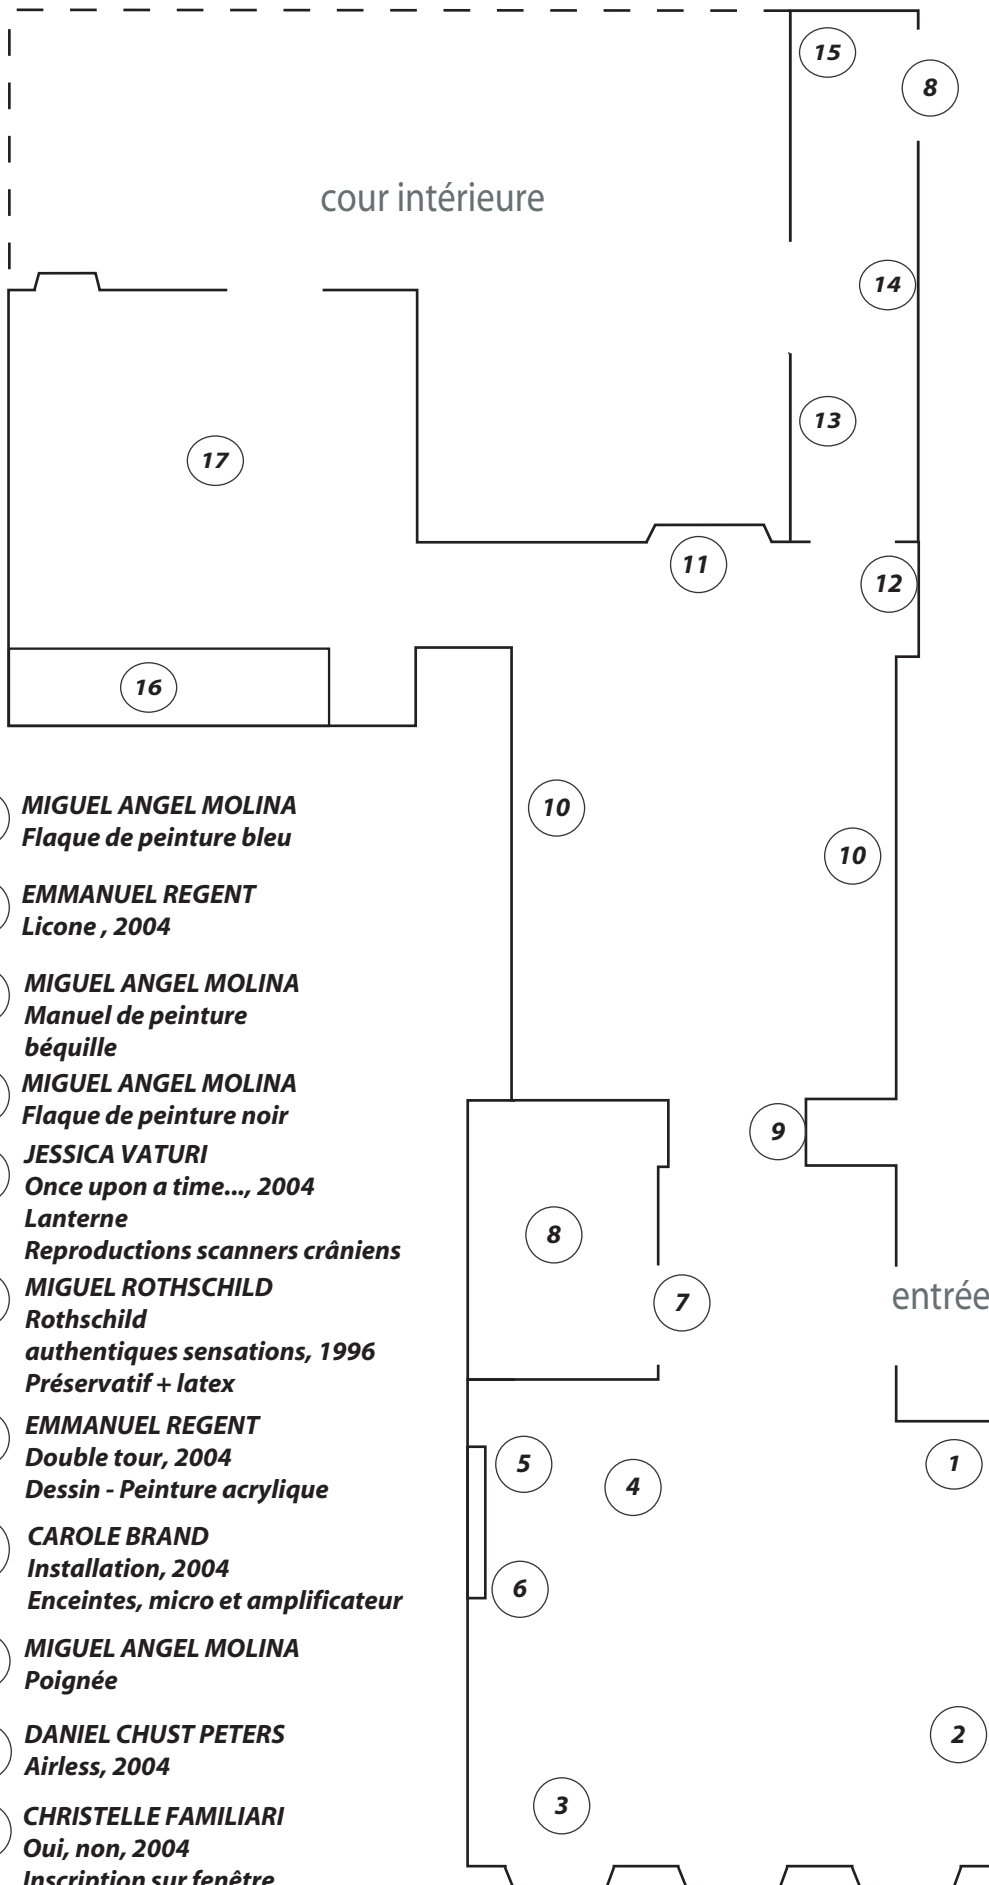 15
8
cour intérieure
14
13
17
11
12
16
10
10
9
8
7
entrée
5
4
1
6
2
3
MIGUEL ANGEL MOLINA
Flaque de peinture bleu
EMMANUEL REGENT
Licone , 2004
MIGUEL ANGEL MOLINA
Manuel de peinture
béquille
MIGUEL ANGEL MOLINA
Flaque de peinture noir
JESSICA VATURI
Once upon a time..., 2004
Lanterne
Reproductions scanners crâniens
MIGUEL ROTHSCHILD
Rothschild
authentiques sensations, 1996
Préservatif + latex
EMMANUEL REGENT
Double tour, 2004
Dessin - Peinture acrylique
CAROLE BRAND
Installation, 2004
Enceintes, micro et amplificateur
MIGUEL ANGEL MOLINA
Poignée
DANIEL CHUST PETERS
Airless, 2004
CHRISTELLE FAMILIARI
Oui, non, 2004
Inscription sur fenêtre